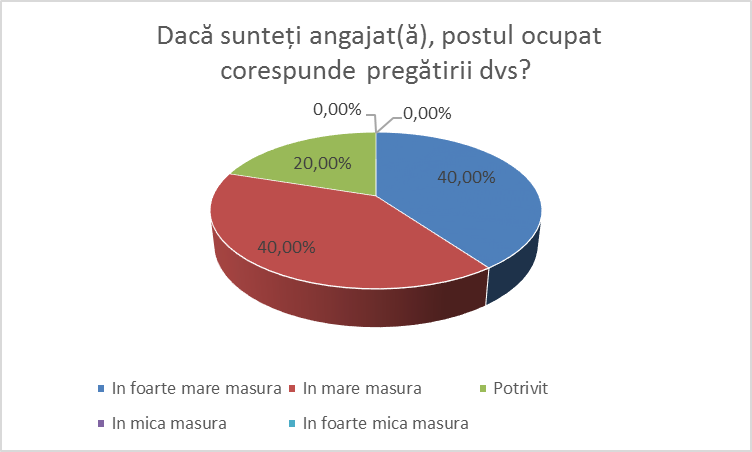 Dacă sunteți angajat(ă), postul ocupat
corespunde pregătirii dvs?
0,00%
0,00%
20,00%
40,00%
40,00%
In foarte mare masura
In mare masura
Potrivit
In mica masura
In foarte mica masura